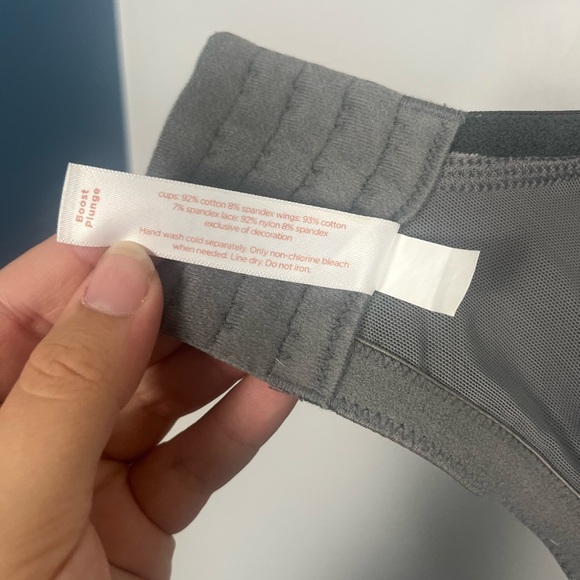 Boost
Plunge
cups: 92% cotton 8% spandex wings: 93% cotton
7% spandex lace: 92% nylon 8% spandex
exclusive of decoration
Hand wash cold separately. Only non-chlorine bleach
when needed. Line dry. Do not iron.